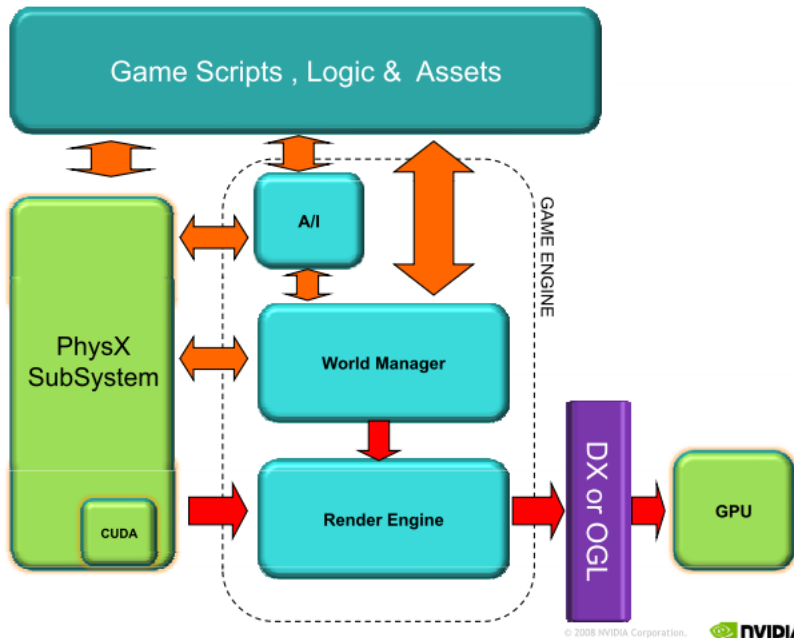 Game Scripts , Logic & Assets
A/I
GAME ENGINE
PhysX
SubSystem
World Manager
CUDA
Render Engine
DX or OGL
GPU
© 2008 NVIDIA Corporation.
NVIDIA